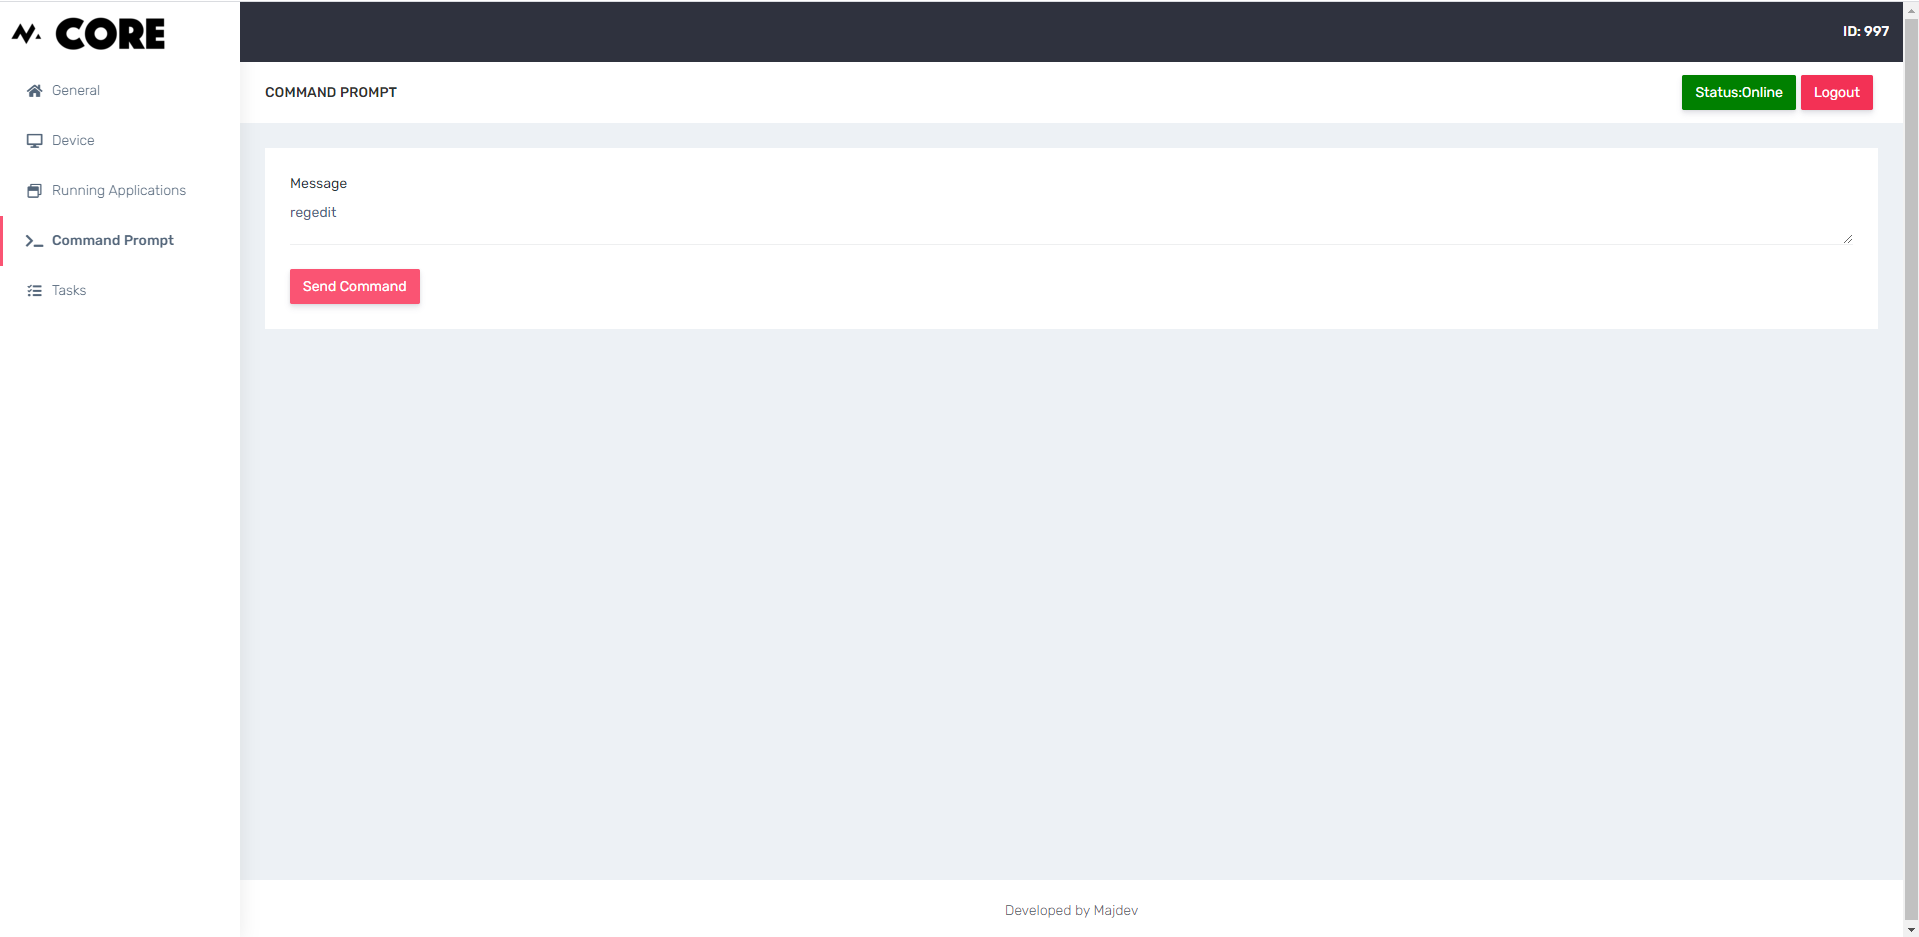 CORE
ID: 997
General
Device
Running Applications
Command Prompt
Tasks
COMMAND PROMPT
Status:Online
Logout
Message
regedit
Send Command
Developed by Majdev